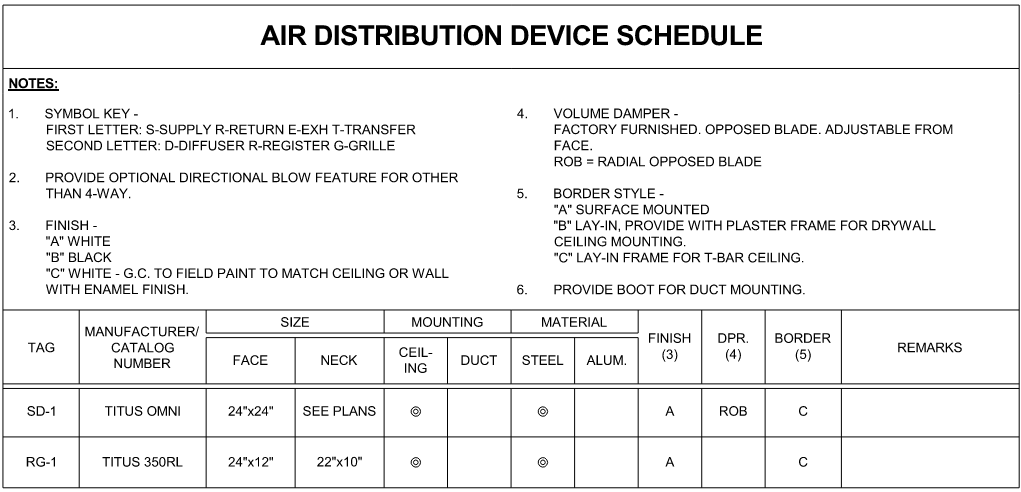 AIR DISTRIBUTION DEVICE SCHEDULE
NOTES:
1. SYMBOL KEY -
FIRST LETTER: S-SUPPLY R-RETURN E-EXH T-TRANSFER
SECOND LETTER: D-DIFFUSER R-REGISTER G-GRILLE
2. PROVIDE OPTIONAL DIRECTIONAL BLOW FEATURE FOR OTHER
THAN 4-WAY.
3. FINISH -
"A" WHITE
"B" BLACK
"C" WHITE - G.C. TO FIELD PAINT TO MATCH CEILING OR WALL
WITH ENAMEL FINISH.
4. VOLUME DAMPER -
FACTORY FURNISHED. OPPOSED BLADE. ADJUSTABLE FROM
FACE.
ROB = RADIAL OPPOSED BLADE
5. BORDER STYLE -
"A" SURFACE MOUNTED
"B" LAY-IN, PROVIDE WITH PLASTER FRAME FOR DRYWALL
CEILING MOUNTING.
"C" LAY-IN FRAME FOR T-BAR CEILING.
6. PROVIDE BOOT FOR DUCT MOUNTING.
TAG
MANUFACTURER/
CATALOG
NUMBER
SIZE
FACE
NECK
MOUNTING
CEIL-
ING
DUCT
MATERIAL
STEEL
ALUM.
FINISH
(3)
DPR.
(4)
BORDER
(5)
REMARKS
SD-1 TITUS OMNI 24"x24" SEE PLANS ◎ ◎ A ROB C
RG-1 TITUS 350RL 24"x12" 22"x10" ◎ ◎ A C